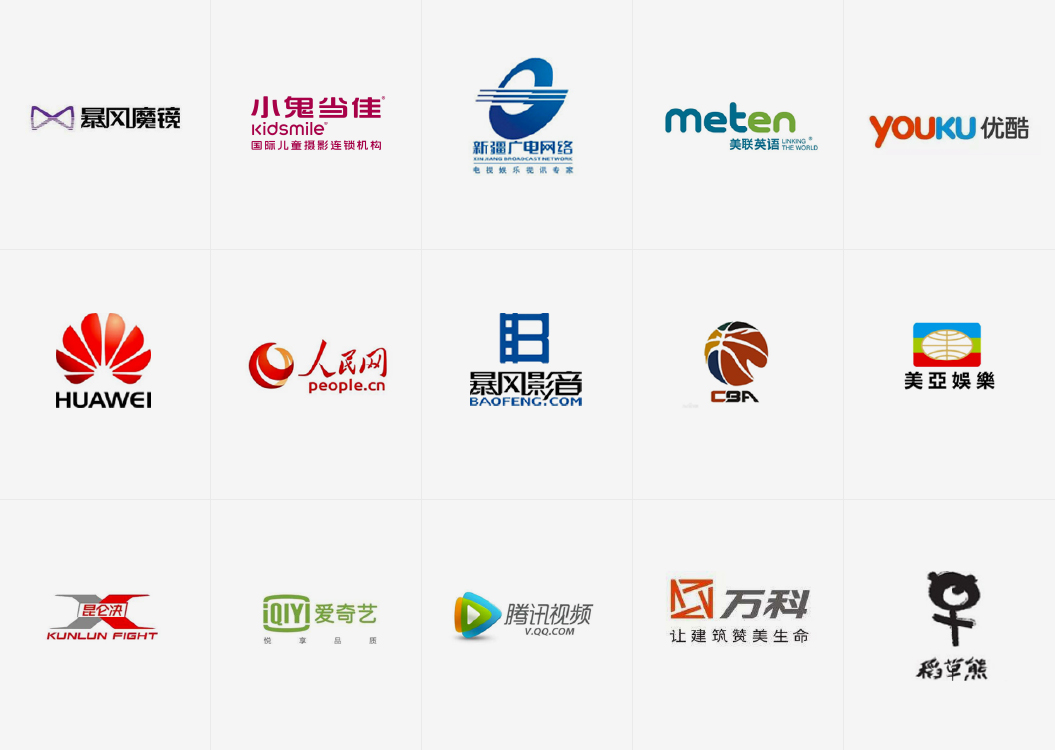 暴风魔镜
小鬼当佳®
kidsmile®
国际儿童摄影连锁机构
新疆广电网络
XINJIANG BROADCAST NETWORK
电视娱乐视讯专家
meten
美联英语 LINKING ® THE WORLD
YOUKU 优酷
HUAWEI
人民网
people.cn
暴风影音
BAOFENG.COM
CBA
美亞娛樂
昆仑决
KUNLUN FIGHT
iQIYI 爱奇艺
悦享品质
腾讯视频
V.QQ.COM
万科
让建筑赞美生命
稻草熊